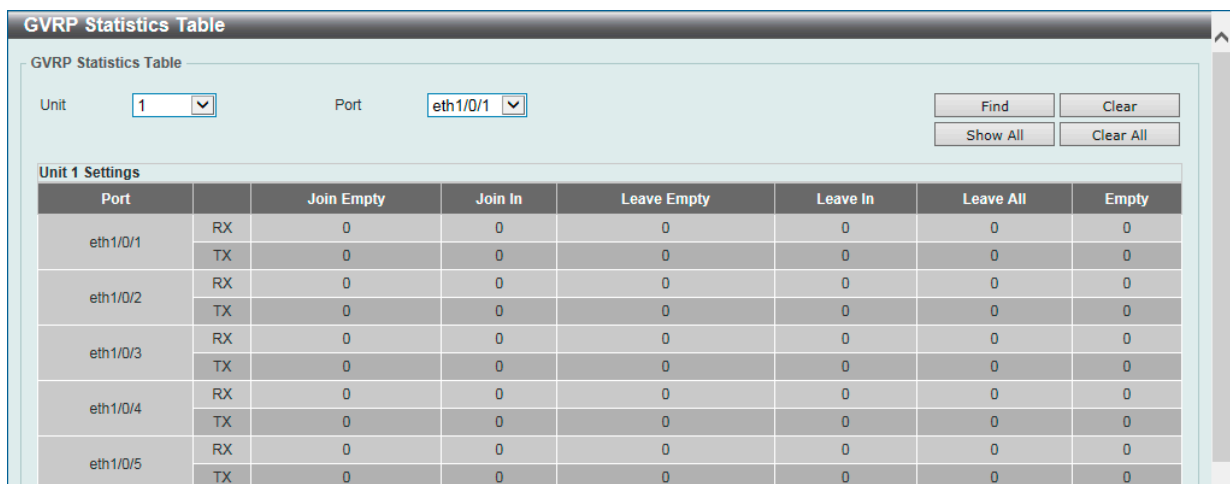 GVRP Statistics Table
GVRP Statistics Table
Unit 1 Port eth1/0/1 Find Clear
Show All Clear All
Unit 1 Settings
Port Join Empty Join In Leave Empty Leave In Leave All Empty
eth1/0/1 RX 0 0 0 0 0 0
TX 0 0 0 0 0 0
eth1/0/2 RX 0 0 0 0 0 0
TX 0 0 0 0 0 0
eth1/0/3 RX 0 0 0 0 0 0
TX 0 0 0 0 0 0
eth1/0/4 RX 0 0 0 0 0 0
TX 0 0 0 0 0 0
eth1/0/5 RX 0 0 0 0 0 0
TX 0 0 0 0 0 0